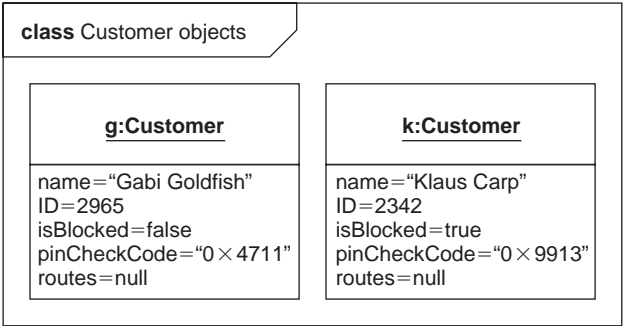 class Customer objects
g:Customer
name=“Gabi Goldfish”
ID=2965
isBlocked=false
pinCheckCode=“0×4711”
routes=null
k:Customer
name=“Klaus Carp”
ID=2342
isBlocked=true
pinCheckCode=“0×9913”
routes=null